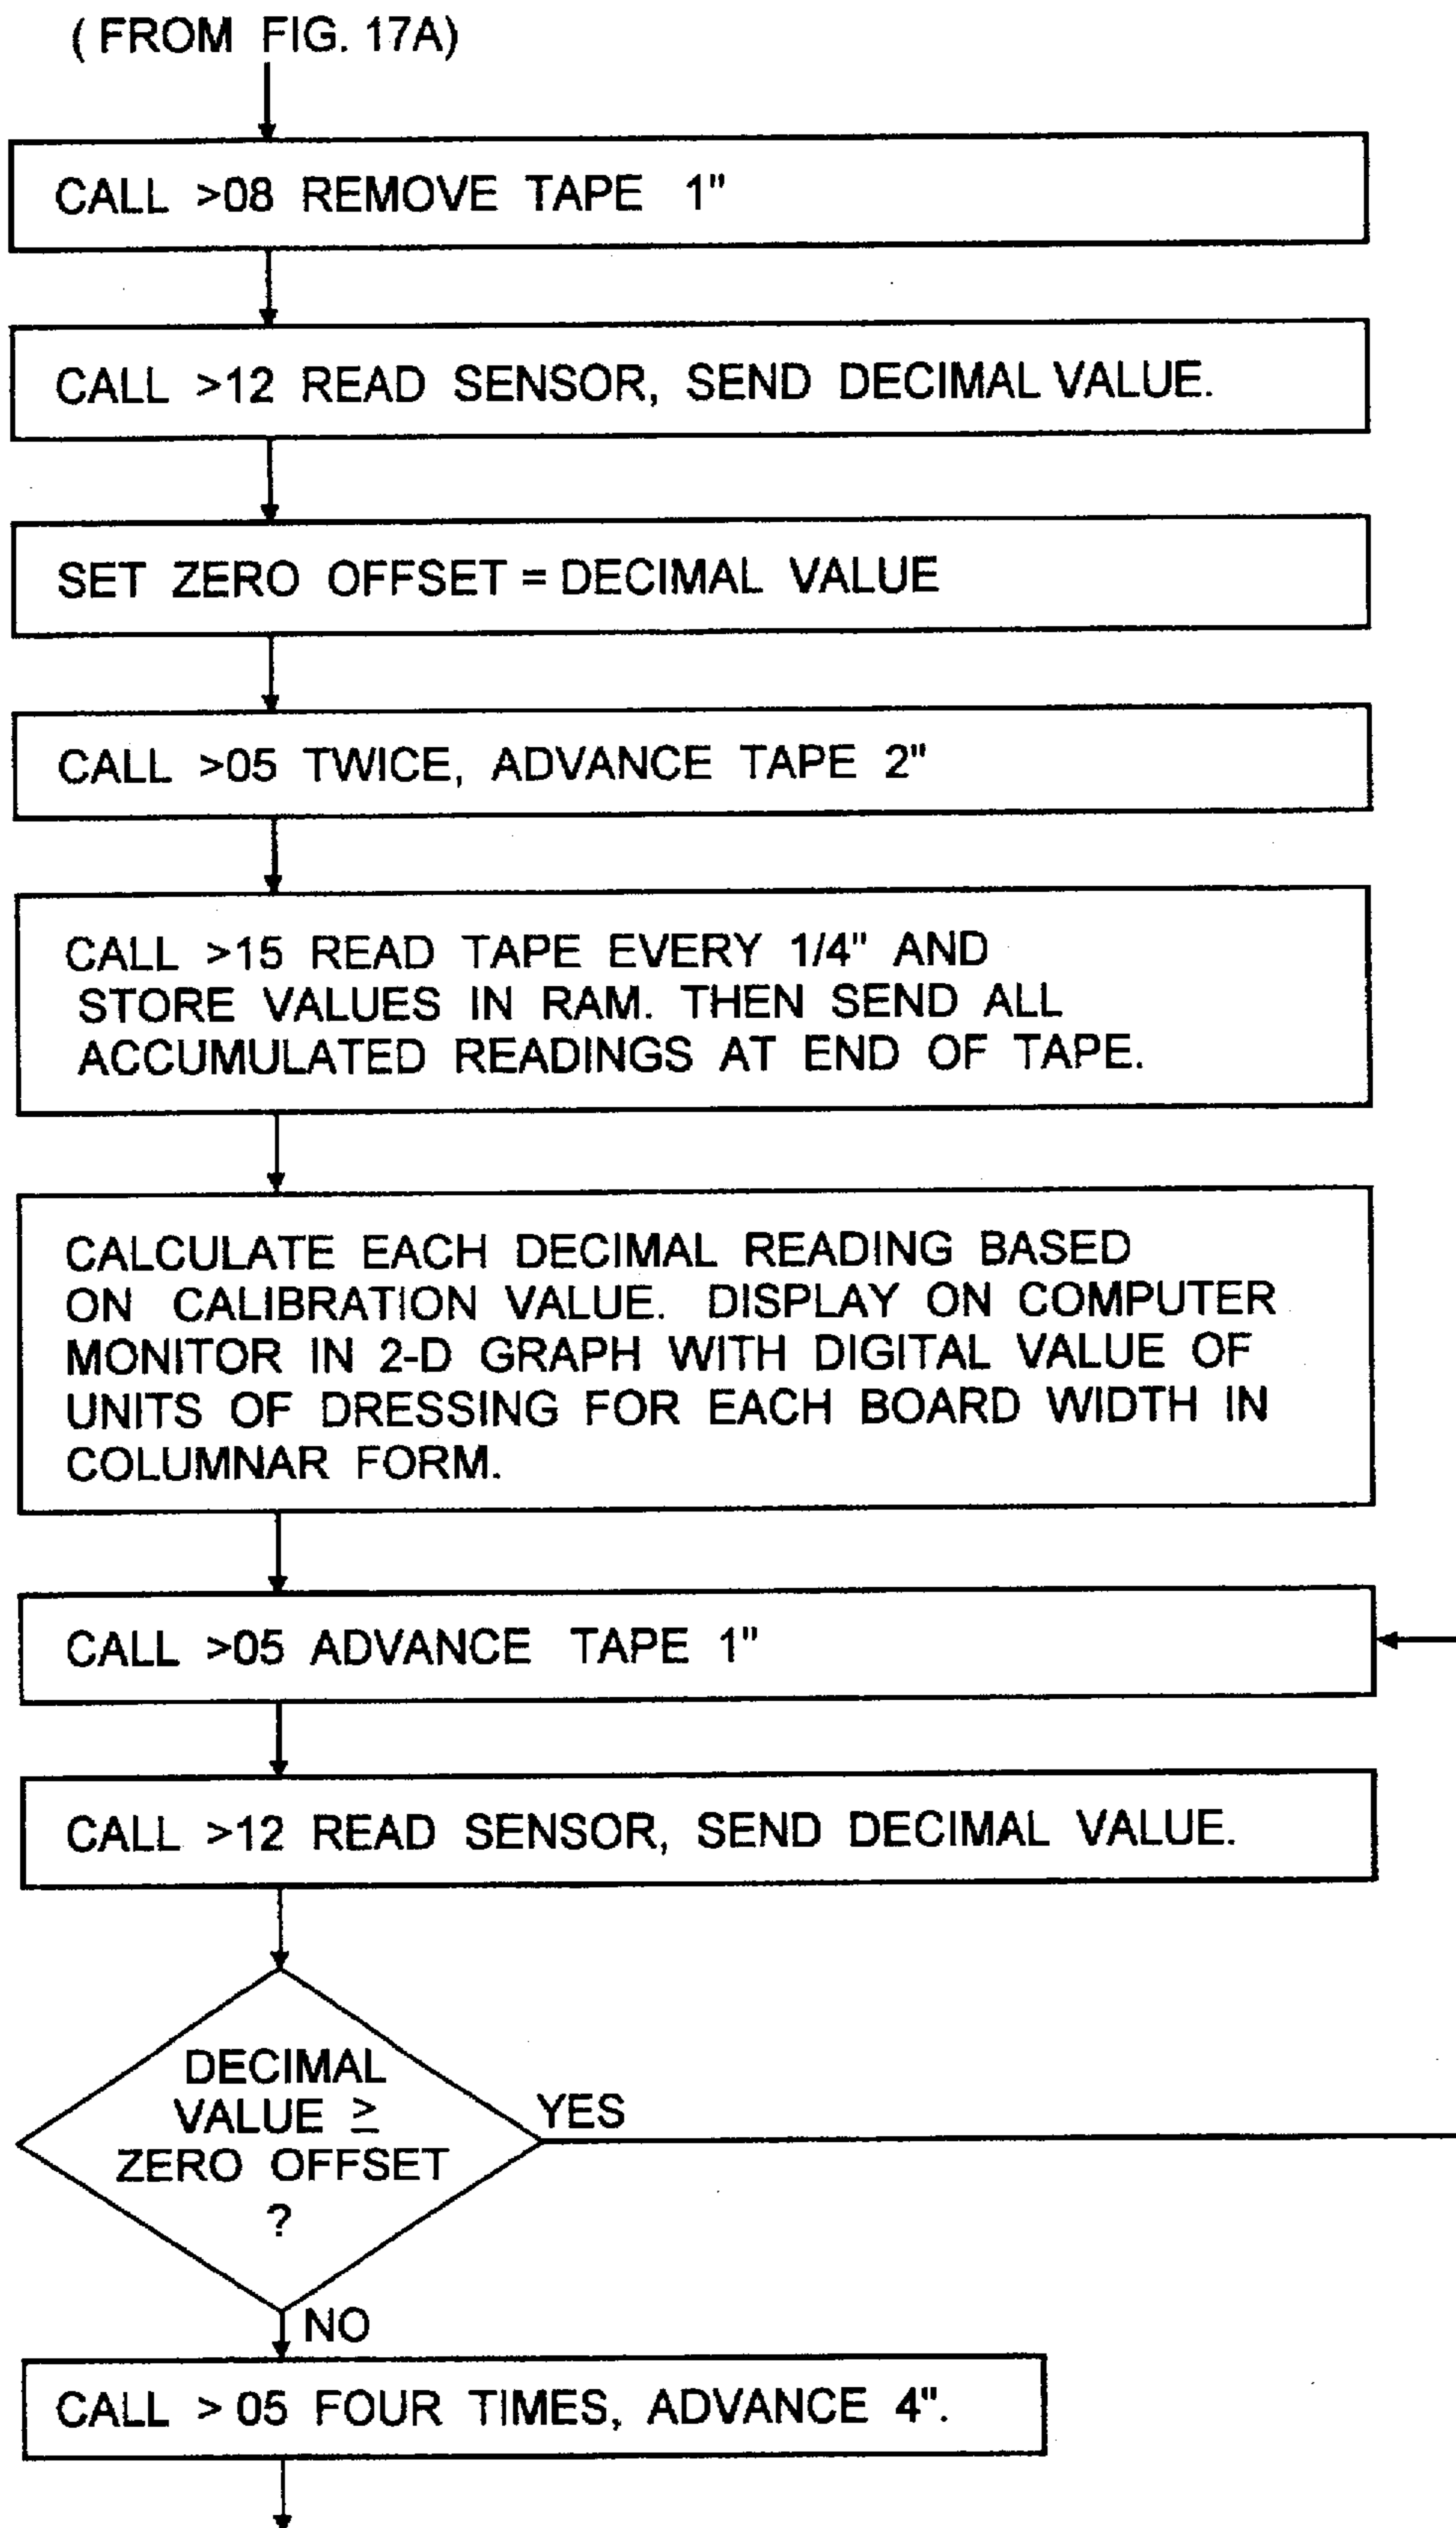 ( FROM FIG. 17A)
CALL >08 REMOVE TAPE 1"
CALL >12 READ SENSOR, SEND DECIMAL VALUE.
SET ZERO OFFSET = DECIMAL VALUE
CALL >05 TWICE, ADVANCE TAPE 2"
CALL >15 READ TAPE EVERY 1/4" AND
STORE VALUES IN RAM. THEN SEND ALL
ACCUMULATED READINGS AT END OF TAPE.
CALCULATE EACH DECIMAL READING BASED
ON CALIBRATION VALUE. DISPLAY ON COMPUTER
MONITOR IN 2-D GRAPH WITH DIGITAL VALUE OF
UNITS OF DRESSING FOR EACH BOARD WIDTH IN
COLUMNAR FORM.
CALL >05 ADVANCE TAPE 1"
CALL >12 READ SENSOR, SEND DECIMAL VALUE.
DECIMAL
VALUE ≥
ZERO OFFSET
?
YES
NO
CALL > 05 FOUR TIMES, ADVANCE 4".